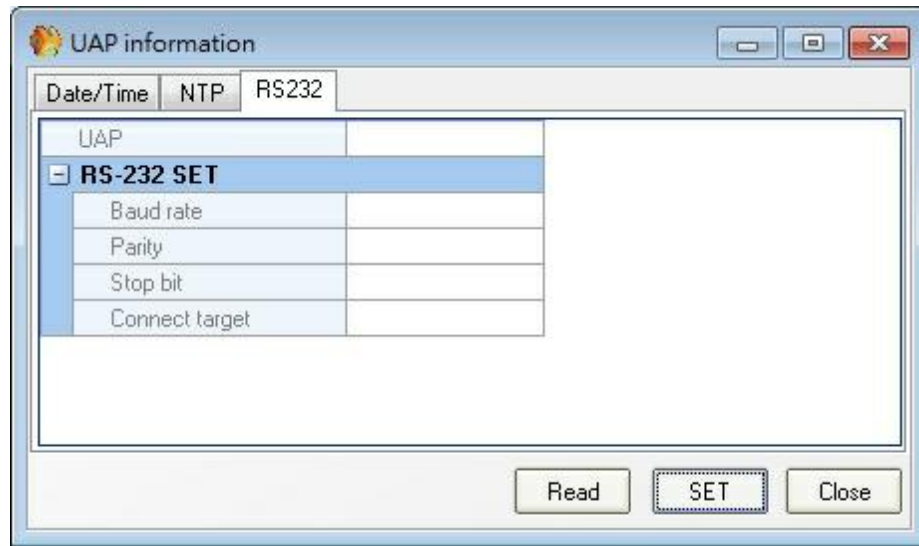 UAP information
Date/Time NTP RS232
UAP
RS-232 SET
Baud rate
Parity
Stop bit
Connect target
Read SET Close